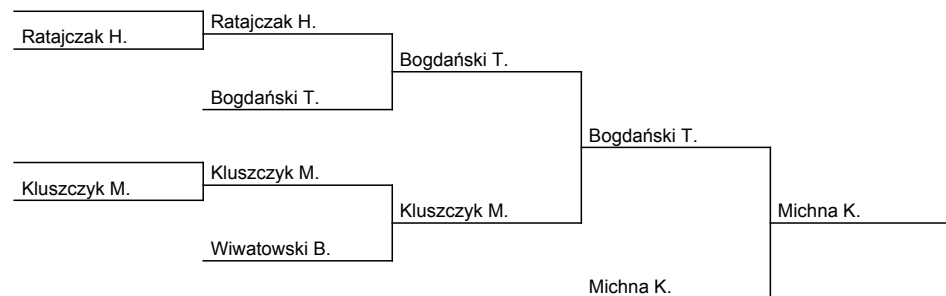 Ratajczak H.
Ratajczak H.
Bogdański T.
Bogdański T.
Bogdański T.
Kluszczyk M.
Kluszczyk M.
Kluszczyk M.
Michna K.
Wiwatowski B.
Michna K.